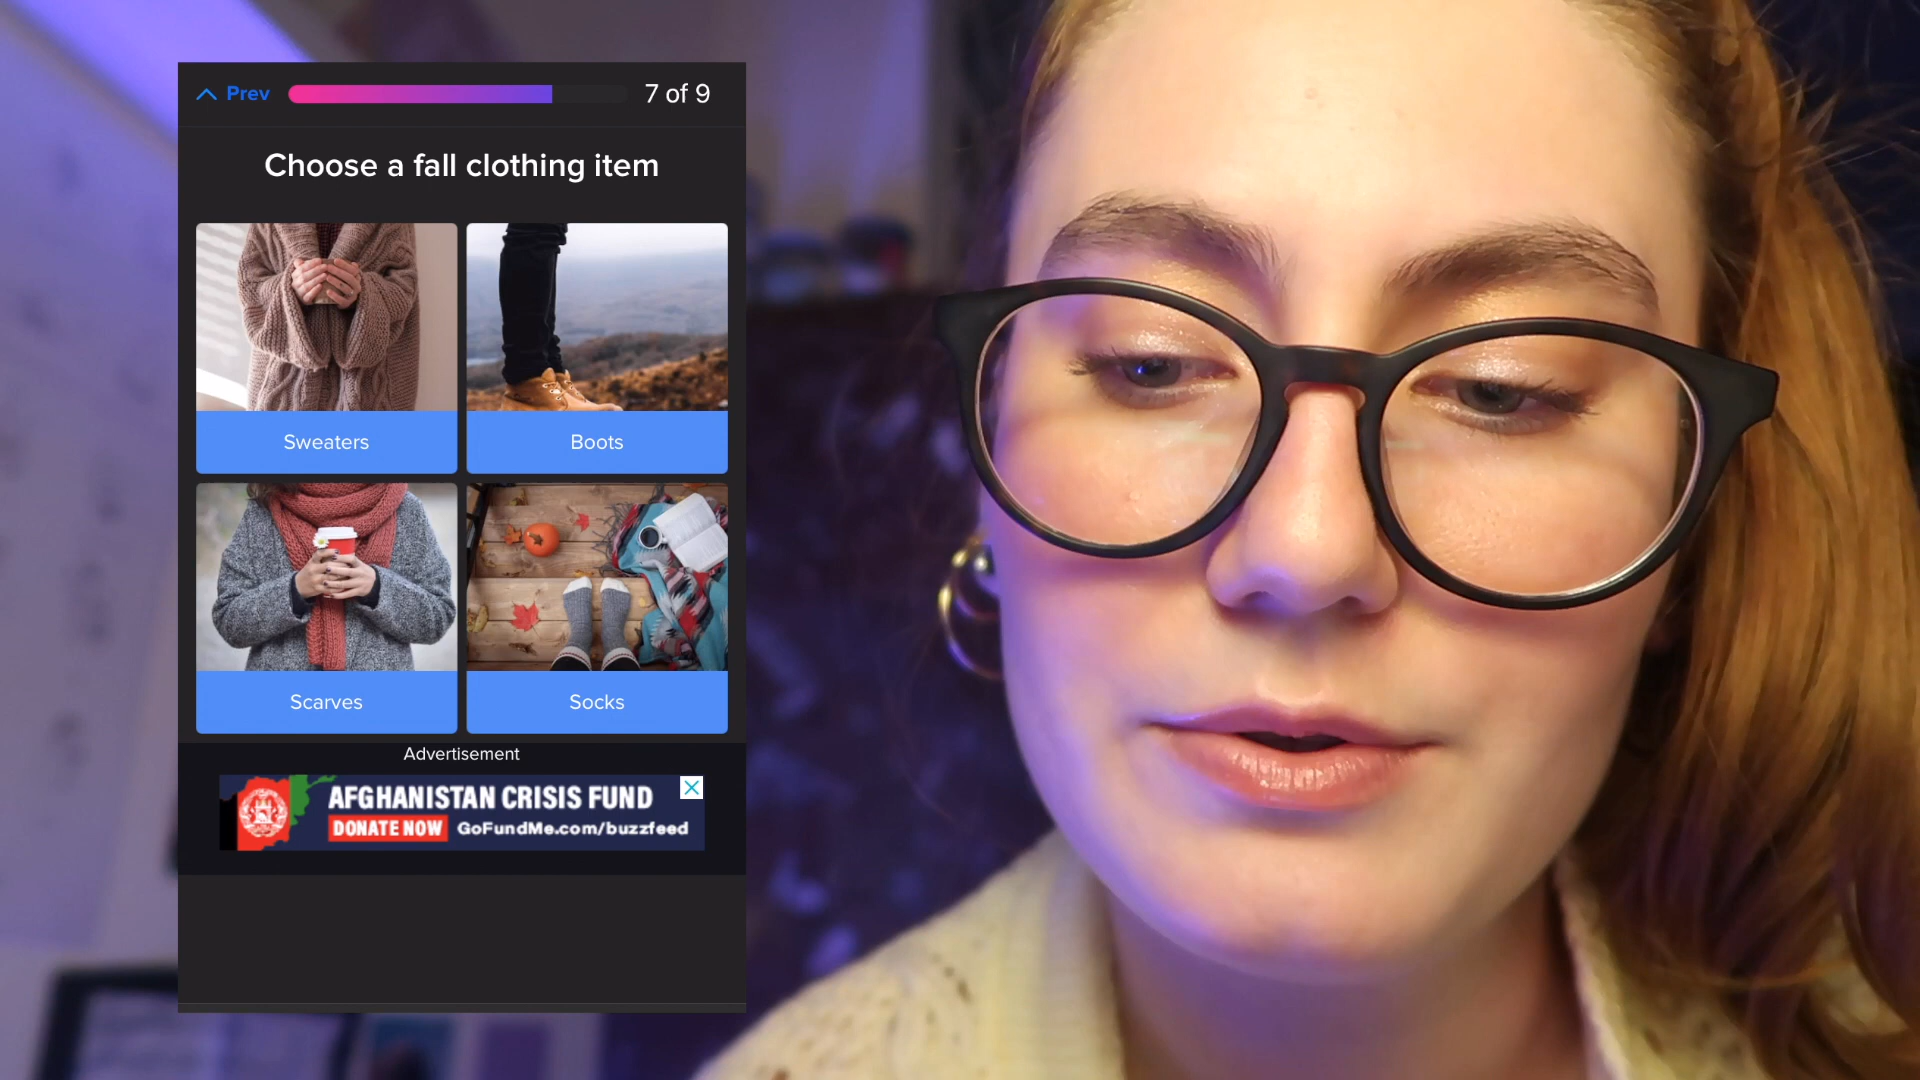 Prev
7 of 9
Choose a fall clothing item
Sweaters
Boots
Scarves
Socks
Advertisement
AFGHANISTAN CRISIS FUND
DONATE NOW GoFundMe.com/buzzfeed